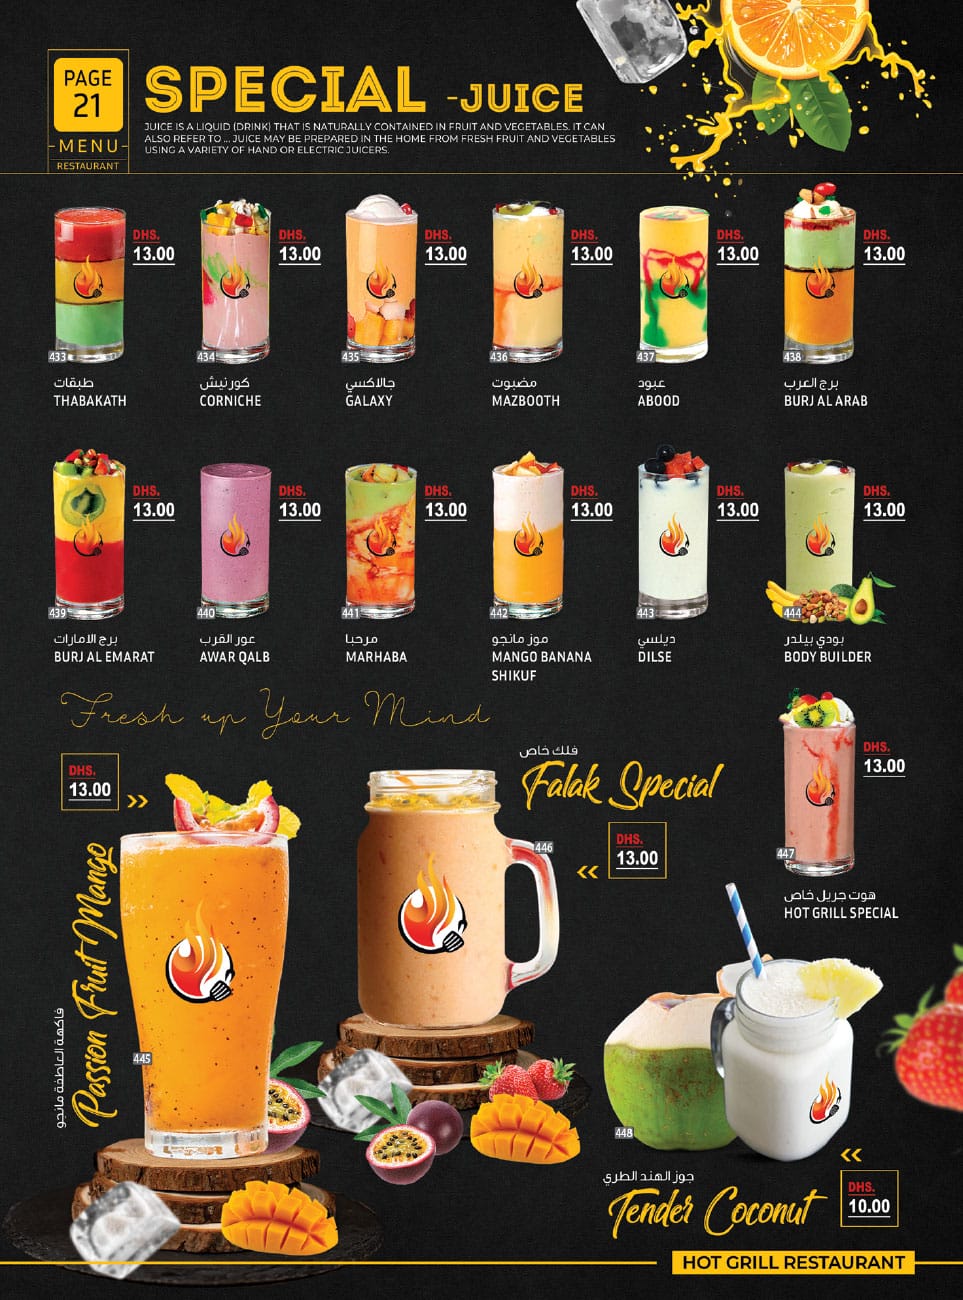 PAGE
21
-MENU-
RESTAURANT
SPECIAL -JUICE
JUICE IS A LIQUID (DRINK) THAT IS NATURALLY CONTAINED IN FRUIT AND VEGETABLES. IT CAN
ALSO REFER TO ... JUICE MAY BE PREPARED IN THE HOME FROM FRESH FRUIT AND VEGETABLES
USING A VARIETY OF HAND OR ELECTRIC JUICERS.
DHS.
13.00
433
طبقات
THABAKATH
DHS.
13.00
434
كورنيش
CORNICHE
DHS.
13.00
435
جالاكسي
GALAXY
DHS.
13.00
436
مضبوت
MAZBOOTH
DHS.
13.00
437
عبود
ABOOD
DHS.
13.00
438
برج العرب
BURJ AL ARAB
DHS.
13.00
439
برج الامارات
BURJ AL EMARAT
DHS.
13.00
440
عور القرب
AWAR QALB
DHS.
13.00
441
مرحبا
MARHABA
DHS.
13.00
442
موز مانجو
MANGO BANANA
SHIKUF
DHS.
13.00
443
ديلسي
DILSE
DHS.
13.00
444
بودي بيلدر
BODY BUILDER
Fresh up Your Mind
DHS.
13.00
445
Passion Fruit Mango
فاكهة العاطفة مانجو
فلك خاص
Falak Special
446
DHS.
13.00
DHS.
13.00
447
هوت جريل خاص
HOT GRILL SPECIAL
448
جوز الهند الطري
Tender Coconut
DHS.
10.00
HOT GRILL RESTAURANT